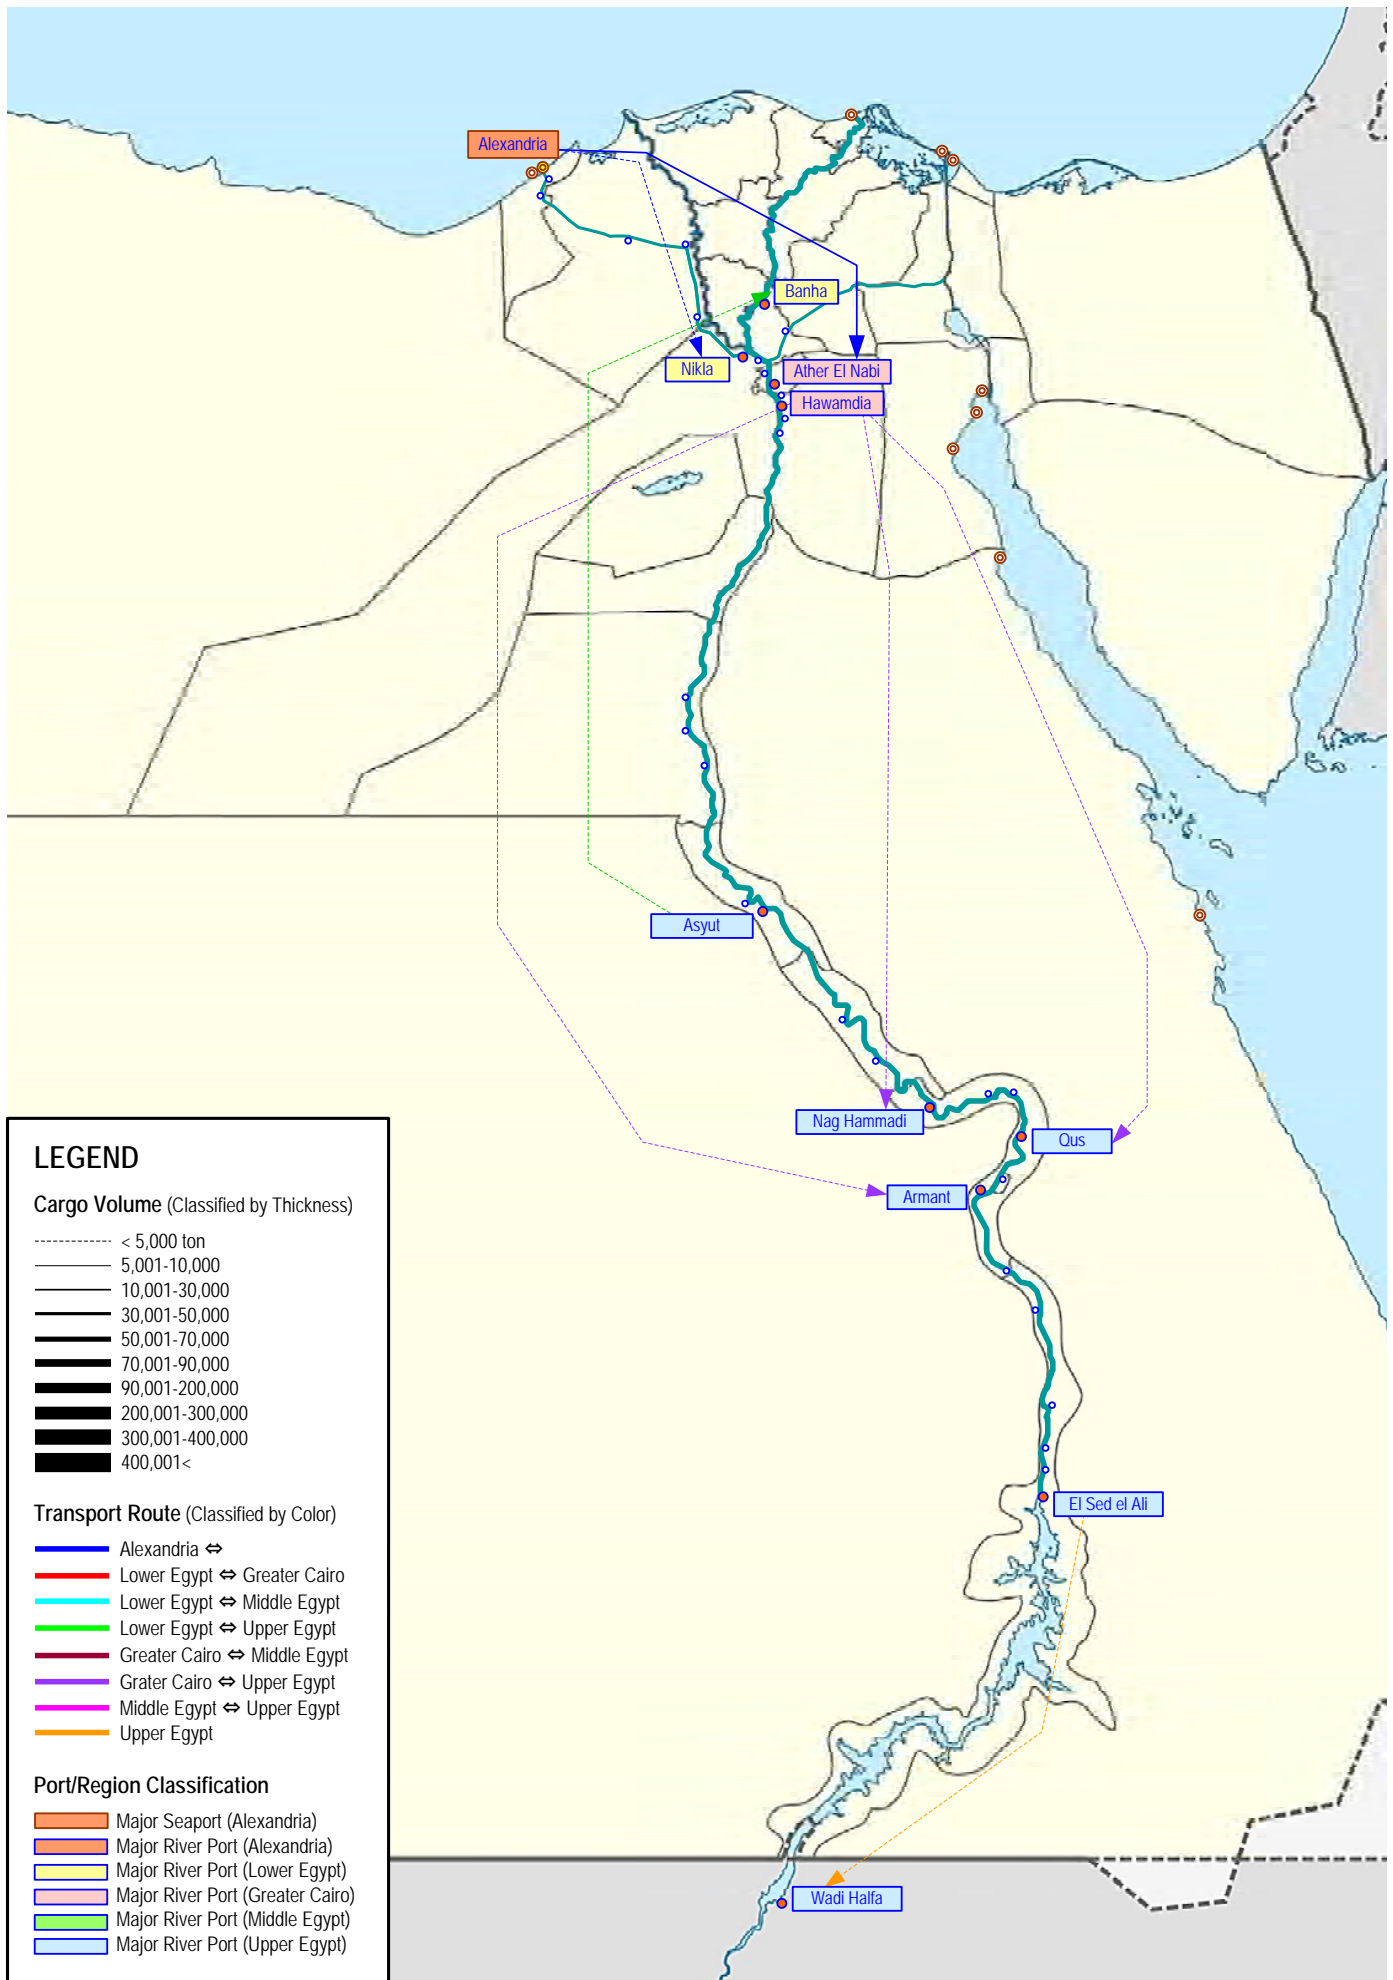 Alexandria
Banha
Nikla
Ather El Nabi
Hawamdia
Asyut
Nag Hammadi
Qus
Armant
El Sed el Ali
Wadi Halfa
LEGEND
Cargo Volume (Classified by Thickness)
< 5,000 ton
5,001-10,000
10,001-30,000
30,001-50,000
50,001-70,000
70,001-90,000
90,001-200,000
200,001-300,000
300,001-400,000
400,001<
Transport Route (Classified by Color)
Alexandria ⇔
Lower Egypt ⇔ Greater Cairo
Lower Egypt ⇔ Middle Egypt
Lower Egypt ⇔ Upper Egypt
Greater Cairo ⇔ Middle Egypt
Grater Cairo ⇔ Upper Egypt
Middle Egypt ⇔ Upper Egypt
Upper Egypt
Port/Region Classification
Major Seaport (Alexandria)
Major River Port (Alexandria)
Major River Port (Lower Egypt)
Major River Port (Greater Cairo)
Major River Port (Middle Egypt)
Major River Port (Upper Egypt)